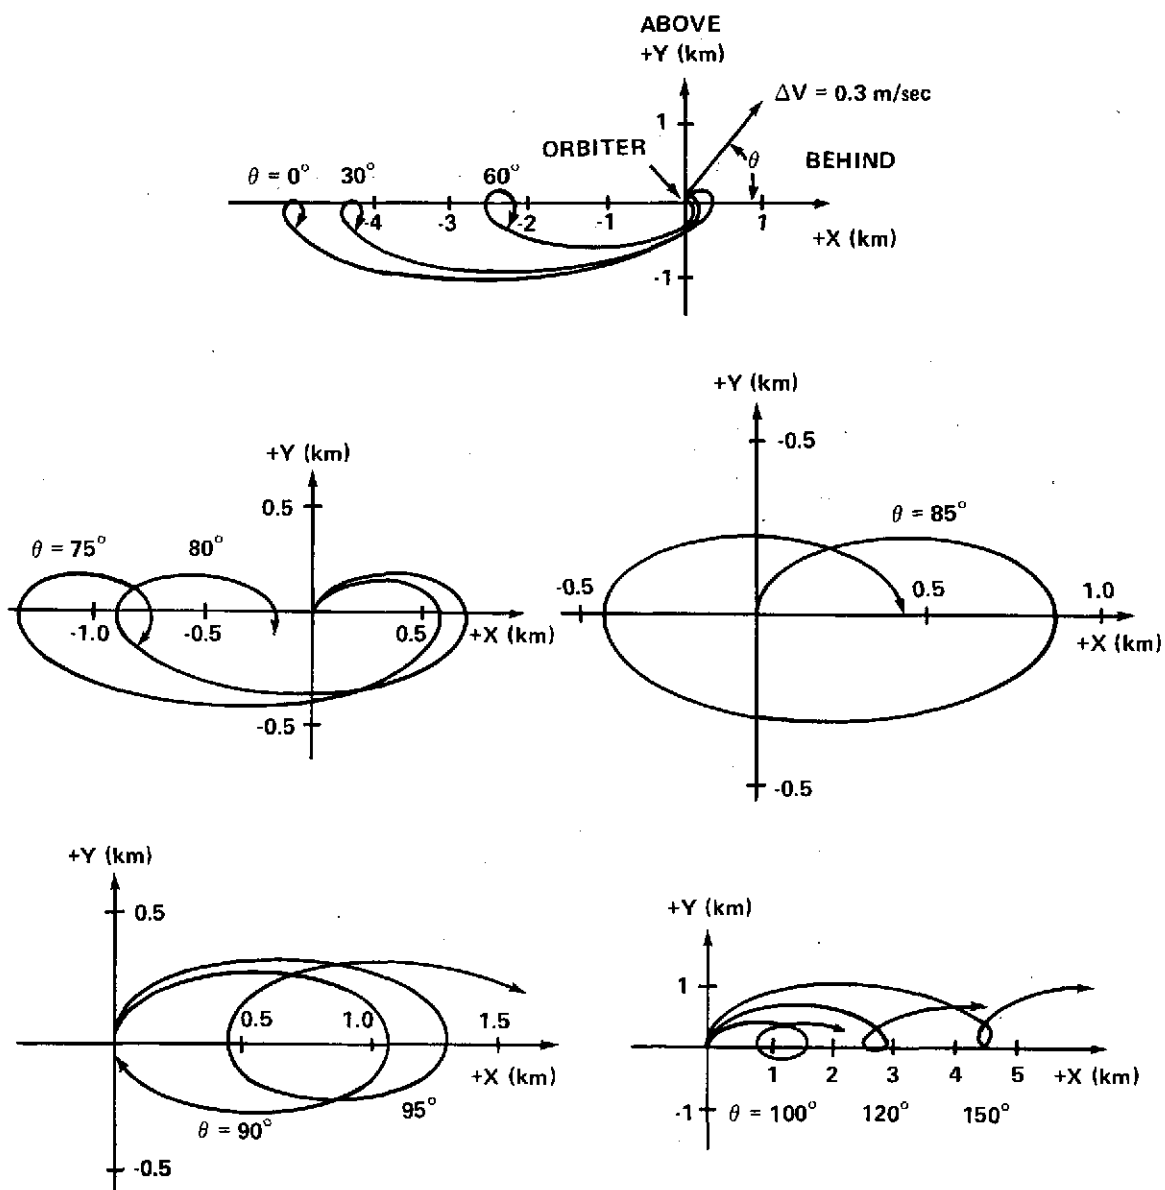 ABOVE
+Y (km)
ΔV = 0.3 m/sec
1
ORBITER
θ
BEHIND
θ = 0° 30° 60°
-4 -3 -2 -1 1
+X (km)
-1
+Y (km)
-0.5
θ = 85°
-0.5 0.5 1.0
+X (km)
-0.5
+Y (km)
0.5
θ = 75° 80°
-1.0 -0.5 0.5
+X (km)
-0.5
+Y (km)
0.5
0.5 1.0 1.5
+X (km)
95°
θ = 90°
-0.5
+Y (km)
1
1 2 3 4 5 +X (km)
-1 θ = 100° 120° 150°